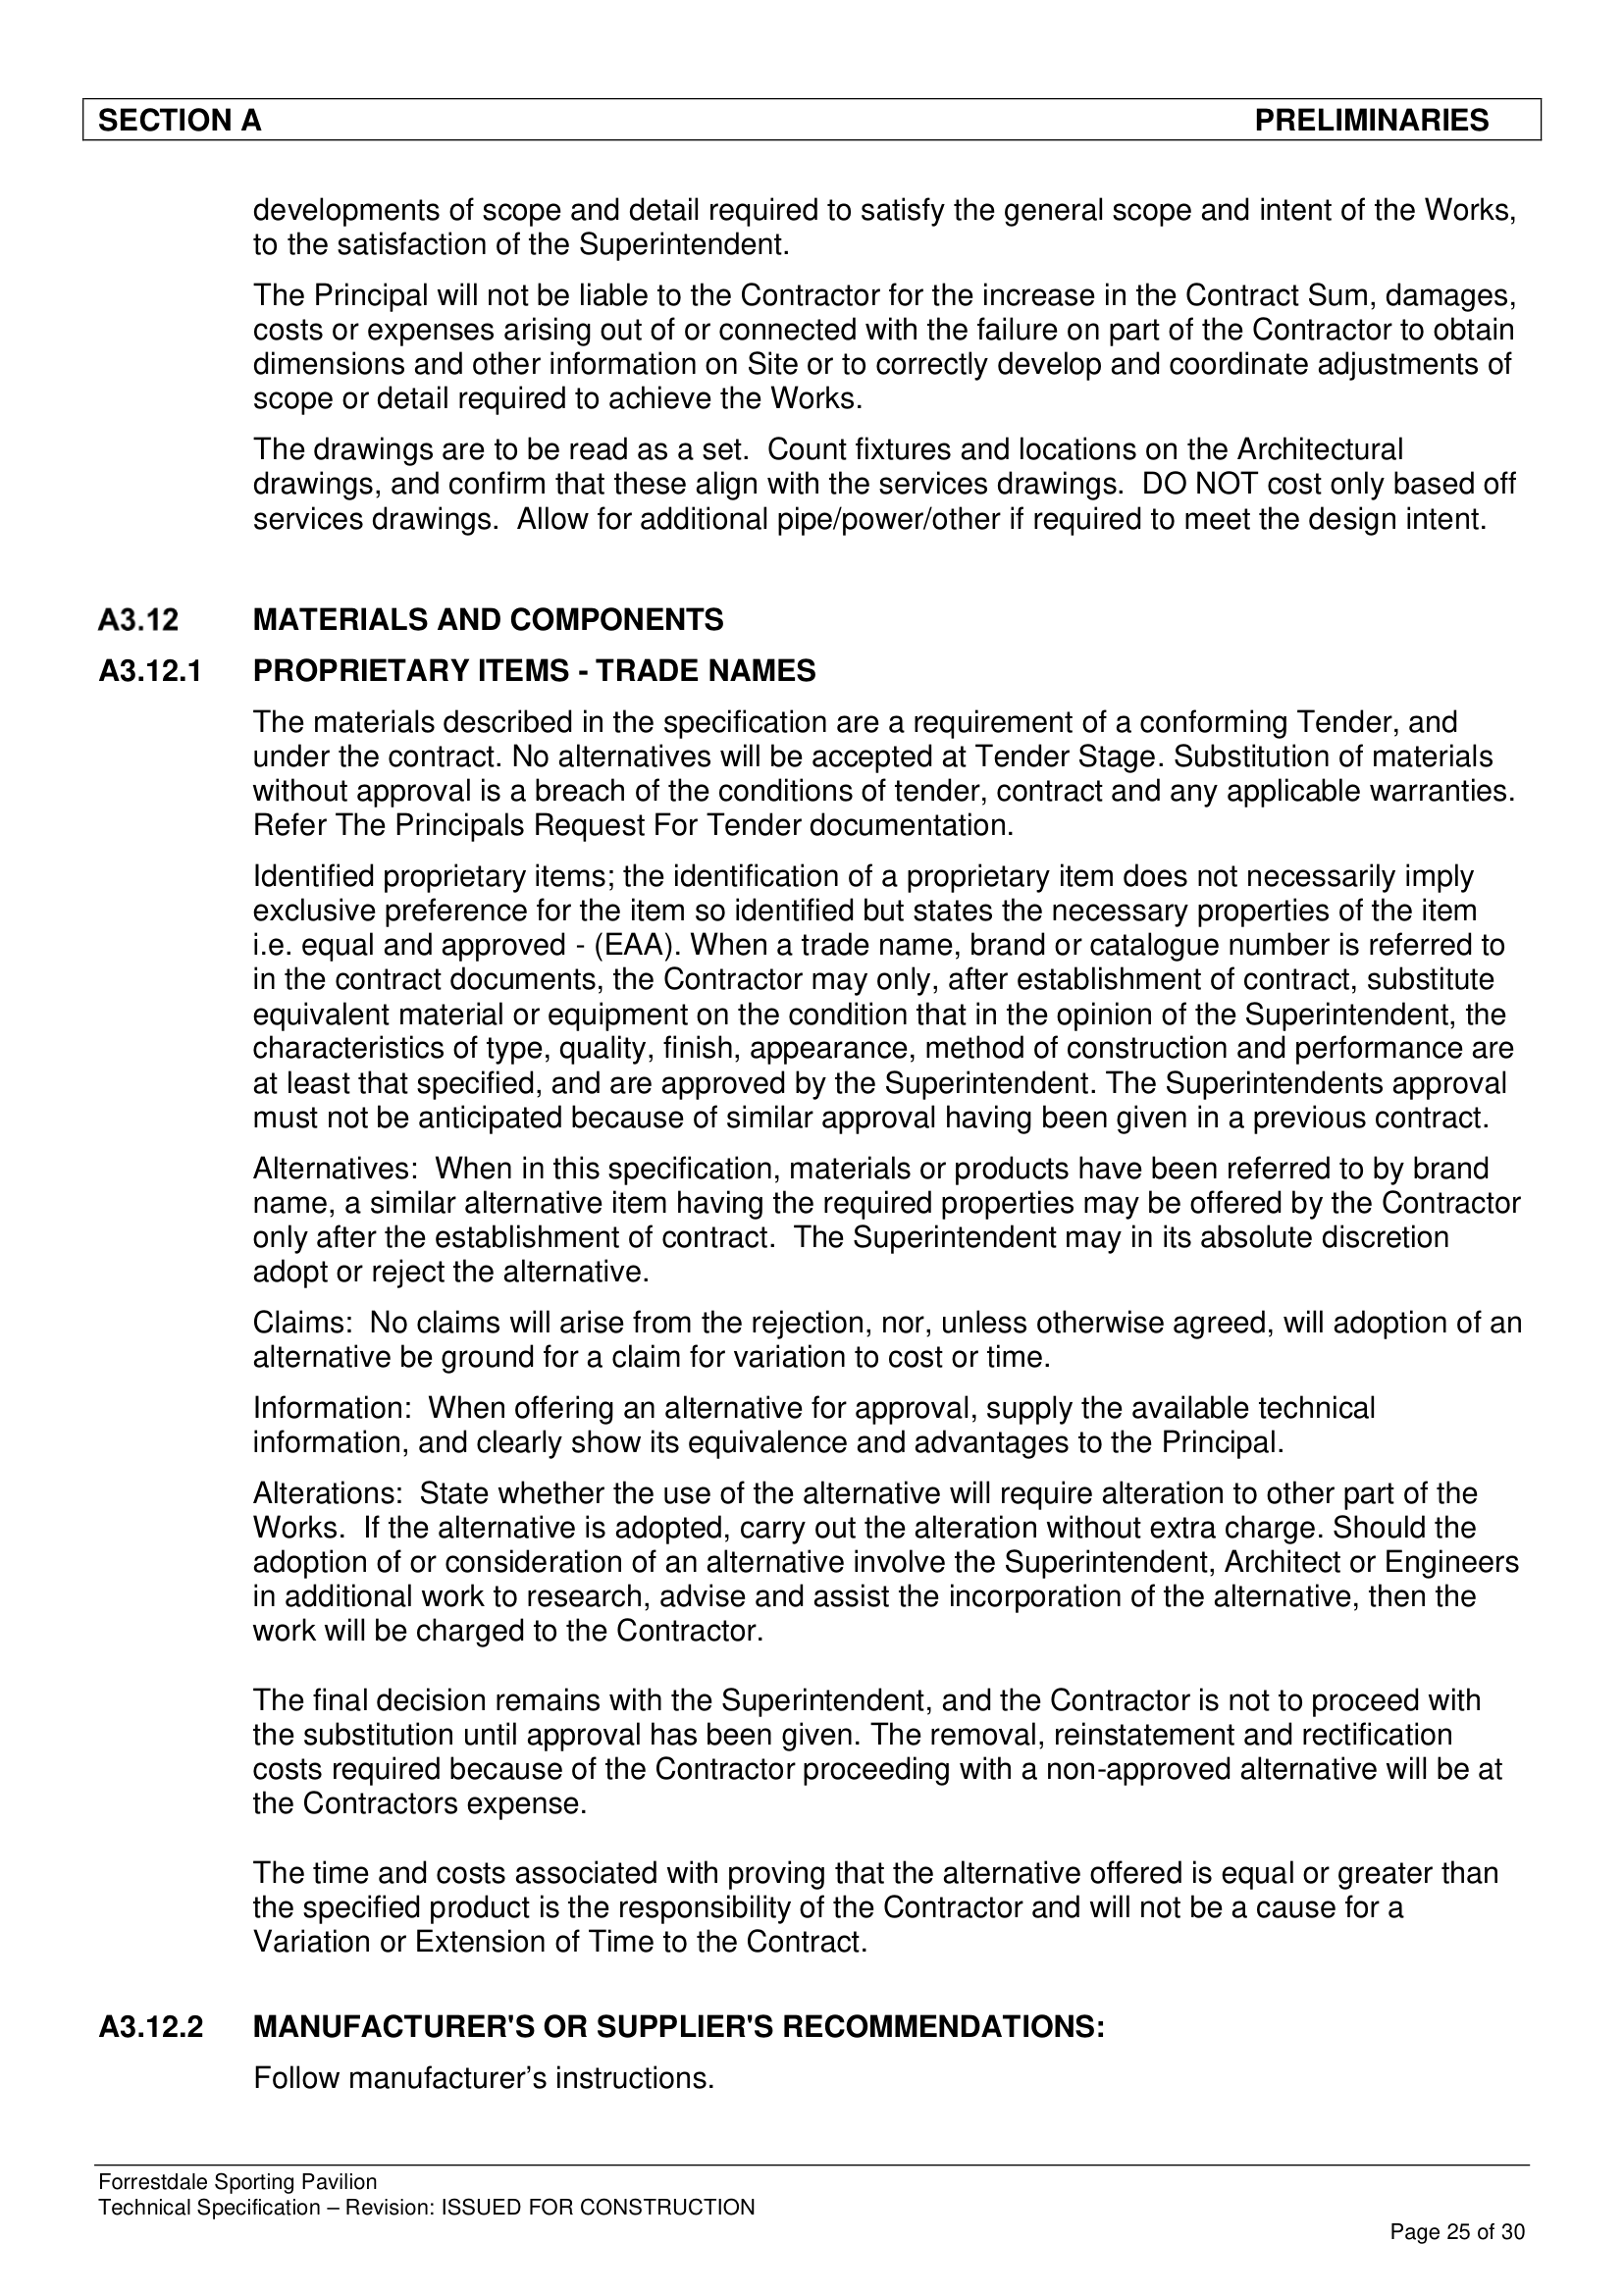 SECTION A PRELIMINARIES
developments of scope and detail required to satisfy the general scope and intent of the Works,
to the satisfaction of the Superintendent.
The Principal will not be liable to the Contractor for the increase in the Contract Sum, damages,
costs or expenses arising out of or connected with the failure on part of the Contractor to obtain
dimensions and other information on Site or to correctly develop and coordinate adjustments of
scope or detail required to achieve the Works.
The drawings are to be read as a set.  Count fixtures and locations on the Architectural
drawings, and confirm that these align with the services drawings.  DO NOT cost only based off
services drawings.  Allow for additional pipe/power/other if required to meet the design intent.
A3.12 MATERIALS AND COMPONENTS
A3.12.1 PROPRIETARY ITEMS - TRADE NAMES
The materials described in the specification are a requirement of a conforming Tender, and
under the contract. No alternatives will be accepted at Tender Stage. Substitution of materials
without approval is a breach of the conditions of tender, contract and any applicable warranties.
Refer The Principals Request For Tender documentation.
Identified proprietary items; the identification of a proprietary item does not necessarily imply
exclusive preference for the item so identified but states the necessary properties of the item
i.e. equal and approved - (EAA). When a trade name, brand or catalogue number is referred to
in the contract documents, the Contractor may only, after establishment of contract, substitute
equivalent material or equipment on the condition that in the opinion of the Superintendent, the
characteristics of type, quality, finish, appearance, method of construction and performance are
at least that specified, and are approved by the Superintendent. The Superintendents approval
must not be anticipated because of similar approval having been given in a previous contract.
Alternatives:  When in this specification, materials or products have been referred to by brand
name, a similar alternative item having the required properties may be offered by the Contractor
only after the establishment of contract.  The Superintendent may in its absolute discretion
adopt or reject the alternative.
Claims:  No claims will arise from the rejection, nor, unless otherwise agreed, will adoption of an
alternative be ground for a claim for variation to cost or time.
Information:  When offering an alternative for approval, supply the available technical
information, and clearly show its equivalence and advantages to the Principal.
Alterations:  State whether the use of the alternative will require alteration to other part of the
Works.  If the alternative is adopted, carry out the alteration without extra charge. Should the
adoption of or consideration of an alternative involve the Superintendent, Architect or Engineers
in additional work to research, advise and assist the incorporation of the alternative, then the
work will be charged to the Contractor.
The final decision remains with the Superintendent, and the Contractor is not to proceed with
the substitution until approval has been given. The removal, reinstatement and rectification
costs required because of the Contractor proceeding with a non-approved alternative will be at
the Contractors expense.
The time and costs associated with proving that the alternative offered is equal or greater than
the specified product is the responsibility of the Contractor and will not be a cause for a
Variation or Extension of Time to the Contract.
A3.12.2 MANUFACTURER'S OR SUPPLIER'S RECOMMENDATIONS:
Follow manufacturer’s instructions.
Forrestdale Sporting Pavilion
Technical Specification – Revision: ISSUED FOR CONSTRUCTION
Page 25 of 30